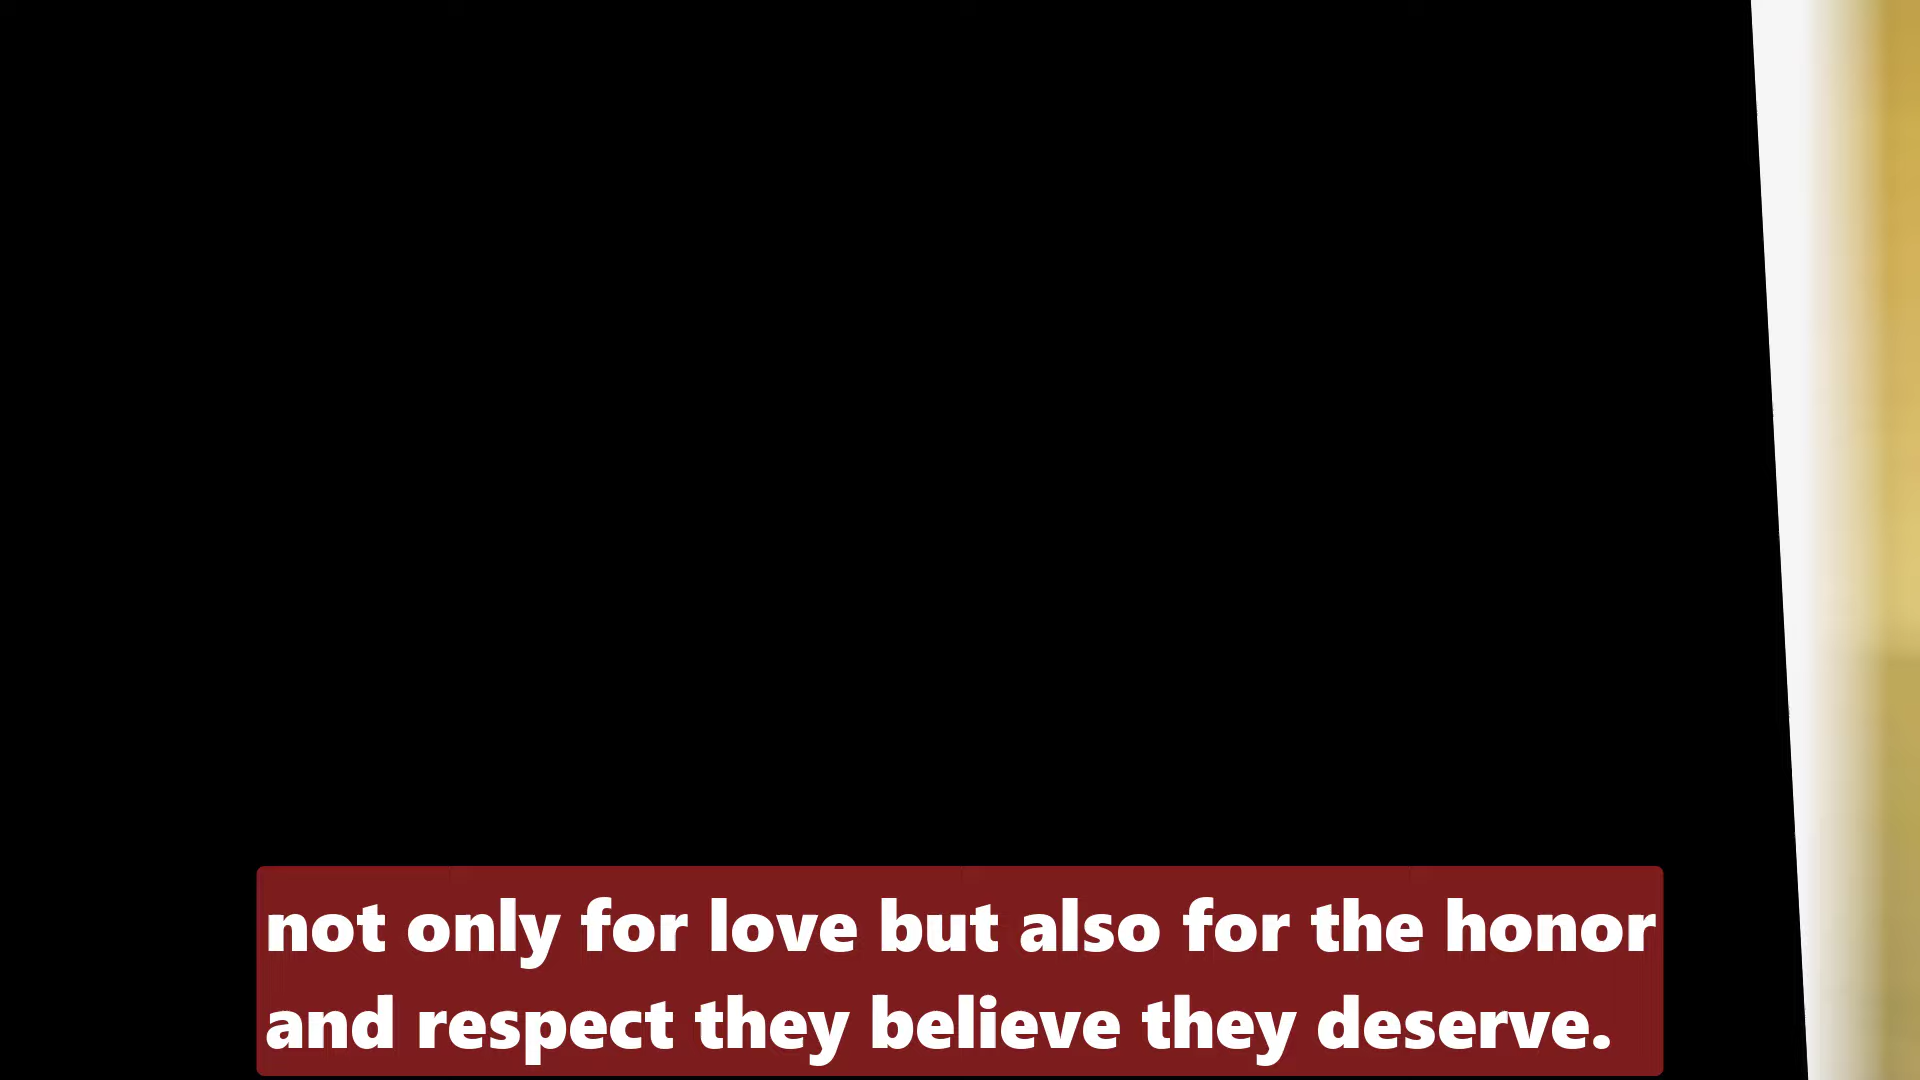 not only for love but also for the honor
and respect they believe they deserve.